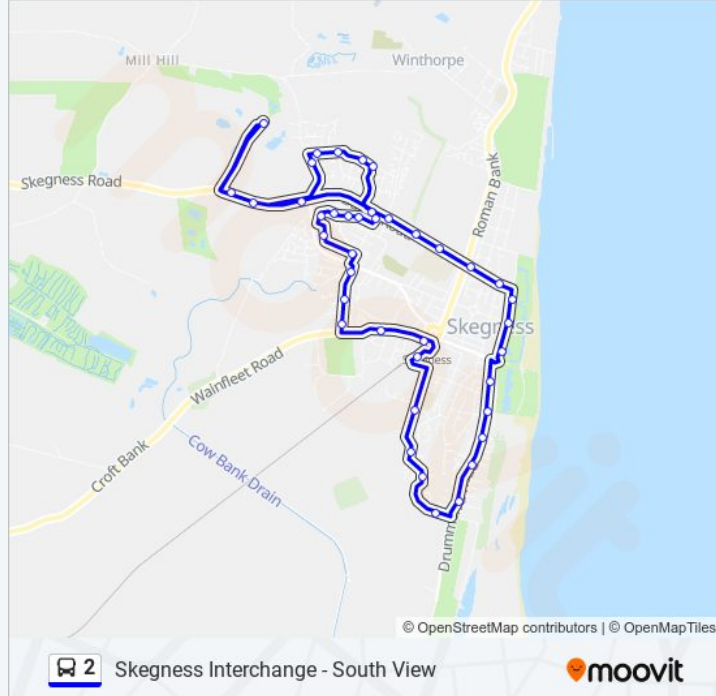 Mill Hill
Winthorpe
Skegness Road
Roman Bank
Skegness
Wainfleet Road
Croft Bank
Cow Bank Drain
© OpenStreetMap contributors | © OpenMapTiles
2 Skegness Interchange - South View
moovit